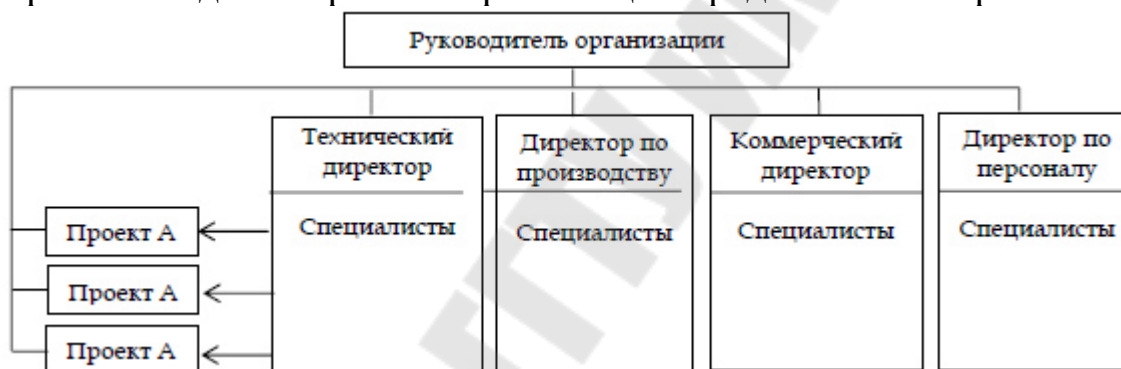 Руководитель организации
Технический
директор
Директор по
производству
Коммерческий
директор
Директор по
персоналу
Специалисты
Специалисты
Специалисты
Специалисты
Проект А
Проект А
Проект А